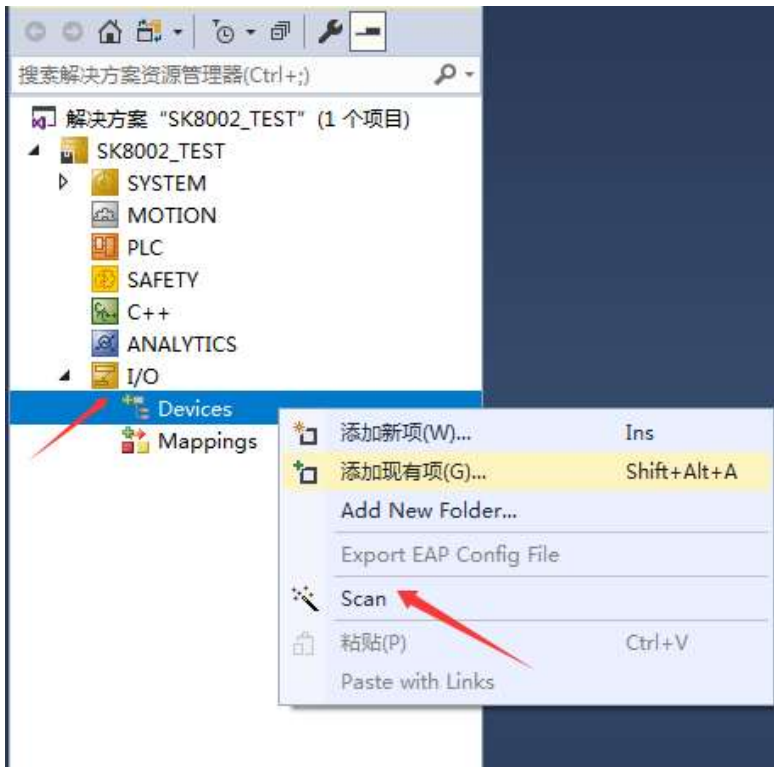 搜索解决方案资源管理器(Ctrl+;)
解决方案 "SK8002_TEST" (1 个项目)
SK8002_TEST
SYSTEM
MOTION
PLC
SAFETY
C++
ANALYTICS
I/O
Devices
Mappings
添加新项(W)... Ins
添加现有项(G)... Shift+Alt+A
Add New Folder...
Export EAP Config File
Scan
粘贴(P) Ctrl+V
Paste with Links